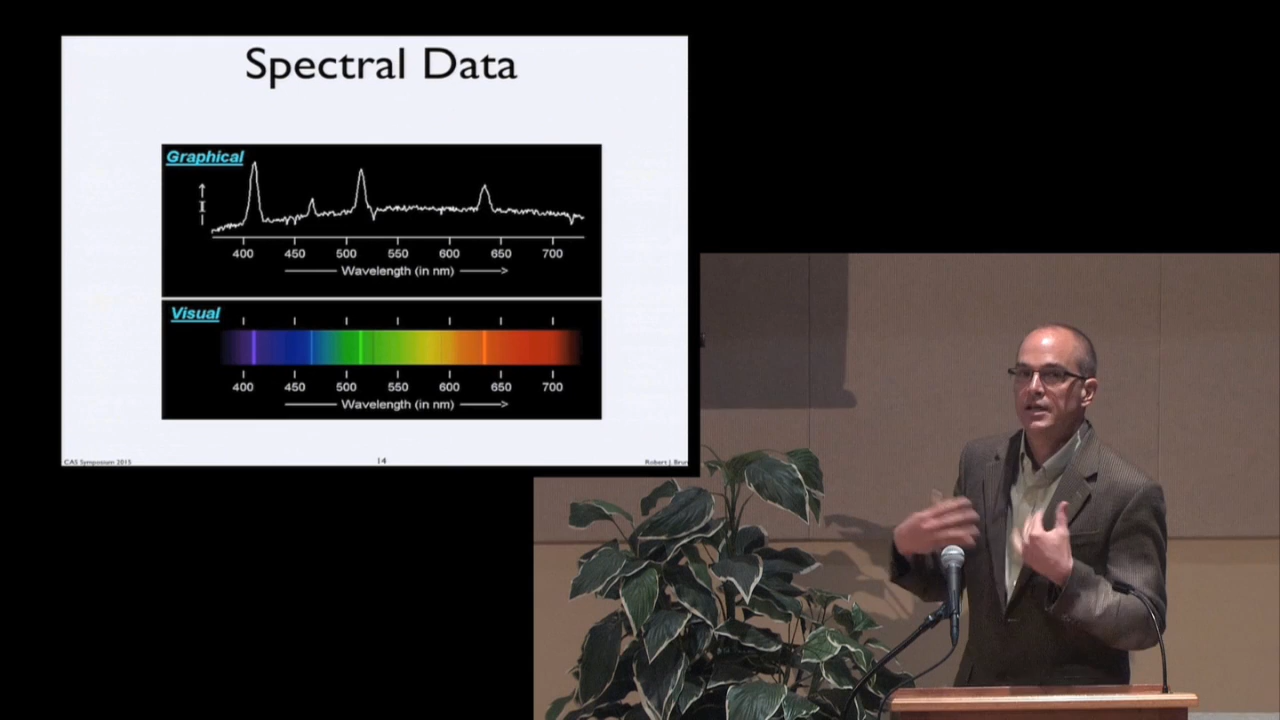 Spectral Data
Graphical
↑
I
400 450 500 550 600 650 700
Wavelength (in nm)
Visual
400 450 500 550 600 650 700
Wavelength (in nm)
CAS Symposium 2015
14
Robert J.